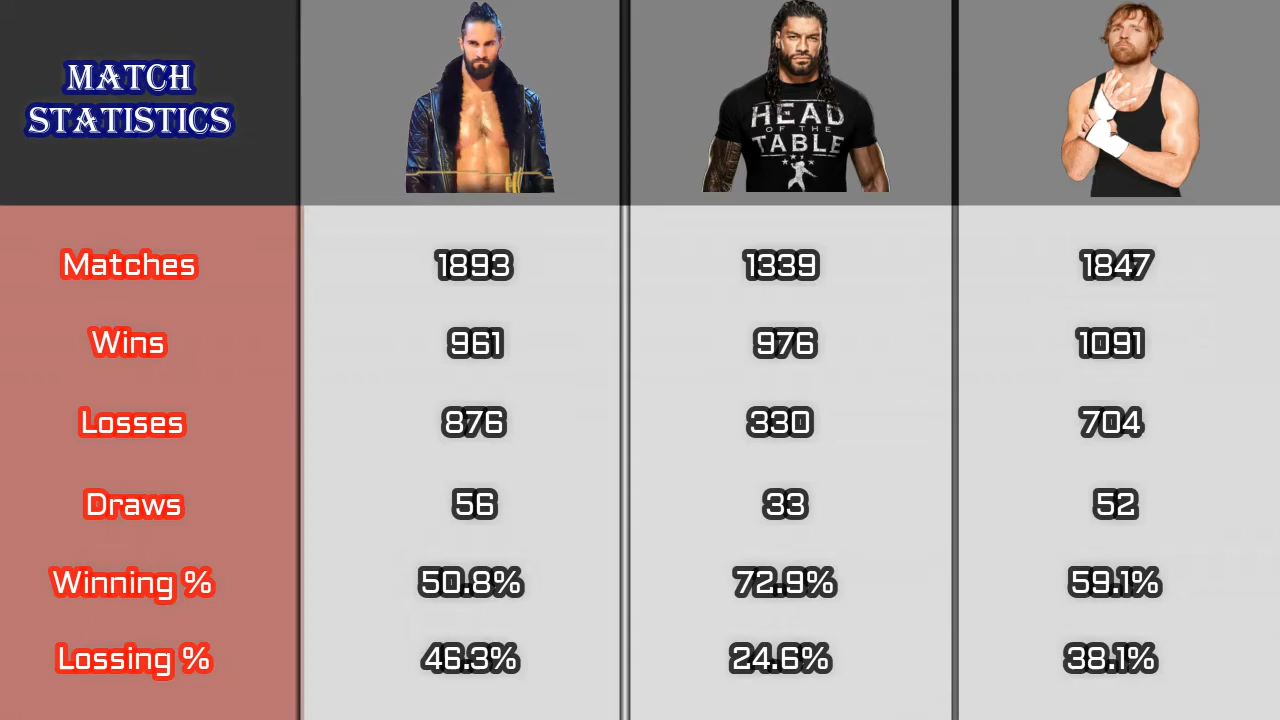 MATCH
STATISTICS
HEAD
OF THE
TABLE
Matches 1893 1339 1847
Wins 961 976 1091
Losses 876 330 704
Draws 56 33 52
Winning % 50.8% 72.9% 59.1%
Lossing % 46.3% 24.6% 38.1%